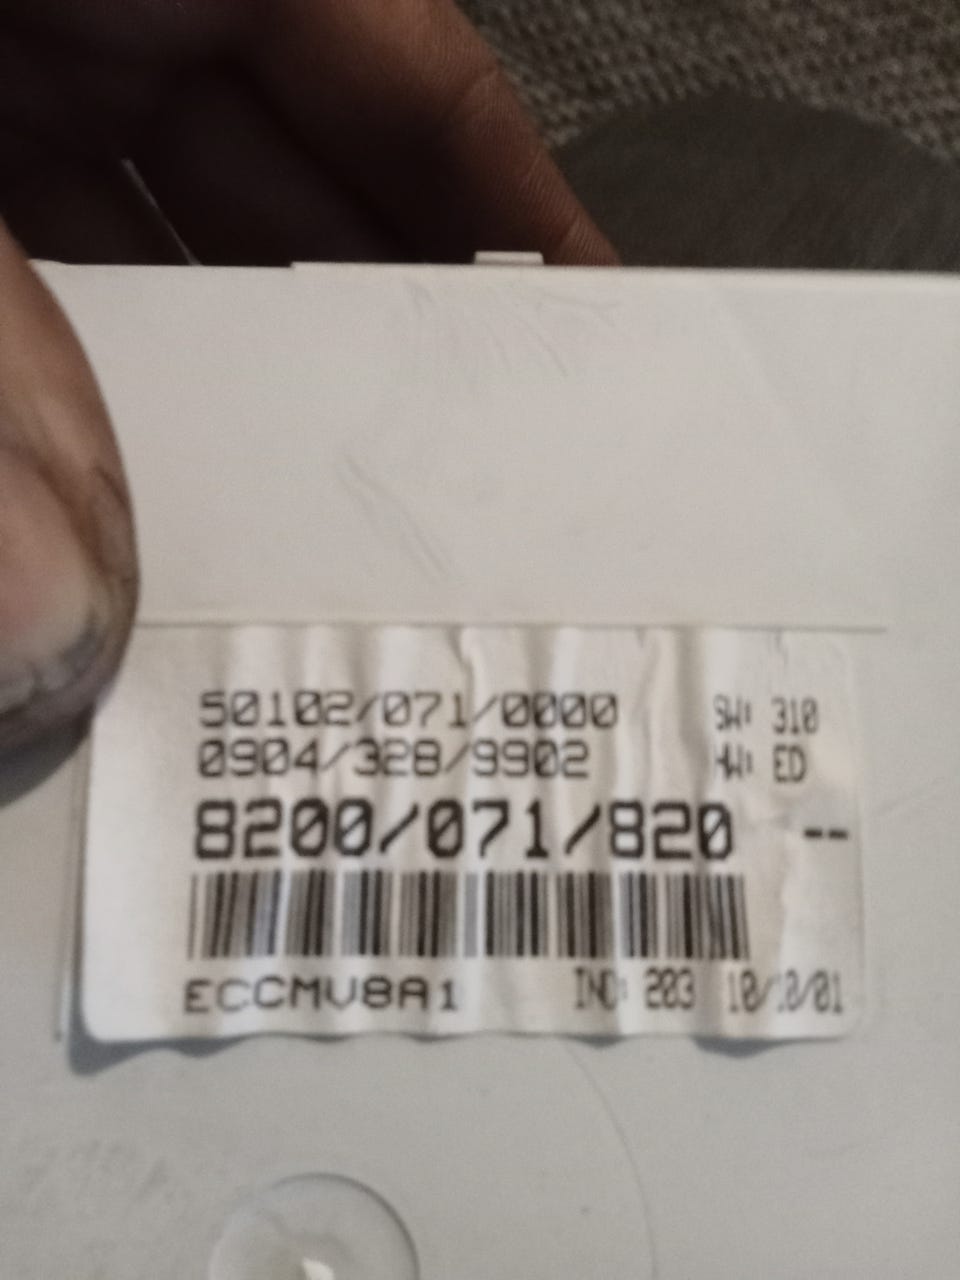 50102/071/0000 SW: 310
0904/328/9902 HW: ED
8200/071/820 --
ECCMV8A1 IND: 203 10/10/01